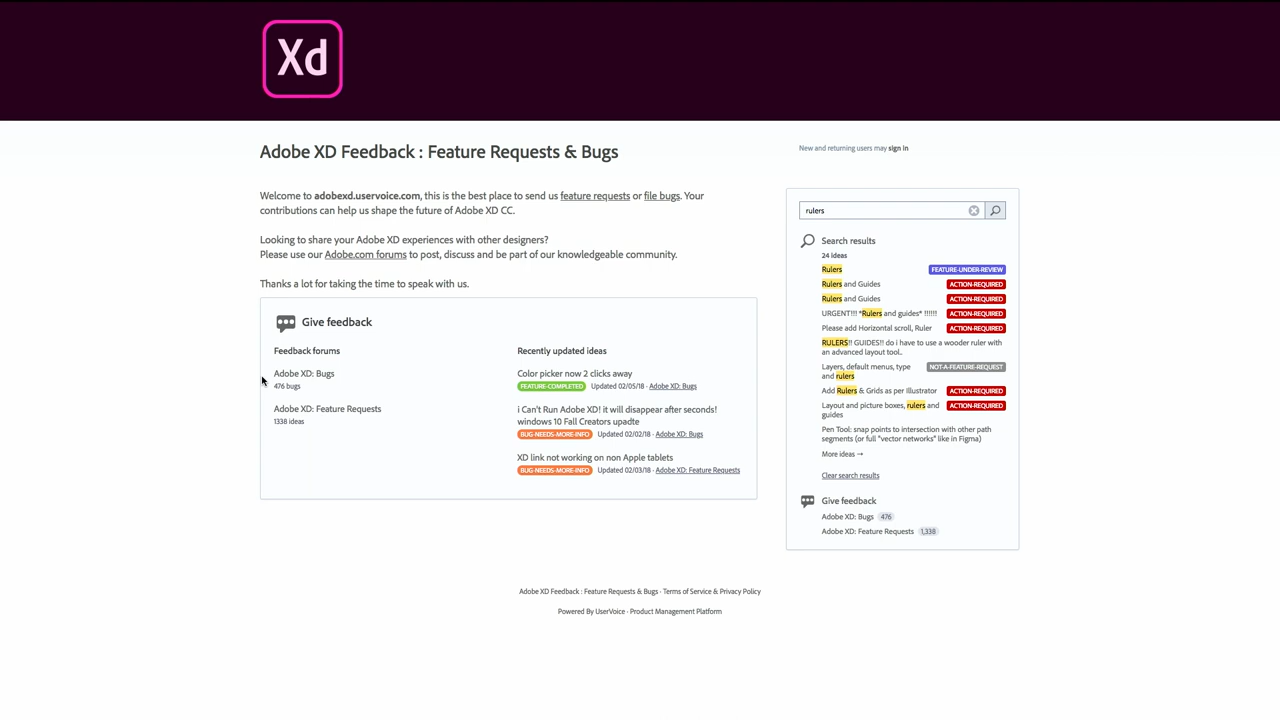 Xd
Adobe XD Feedback : Feature Requests & Bugs
New and returning users may sign in
Welcome to adobexd.uservoice.com, this is the best place to send us feature requests or file bugs. Your
contributions can help us shape the future of Adobe XD CC.
Looking to share your Adobe XD experiences with other designers?
Please use our Adobe.com forums to post, discuss and be part of our knowledgeable community.
Thanks a lot for taking the time to speak with us.
Give feedback
Feedback forums
Adobe XD: Bugs
476 bugs
Adobe XD: Feature Requests
1338 ideas
Recently updated ideas
Color picker now 2 clicks away
FEATURE-COMPLETED Updated 02/05/18 · Adobe XD: Bugs
i Can't Run Adobe XD! it will disappear after seconds!
windows 10 Fall Creators upadte
BUG-NEEDS-MORE-INFO Updated 02/02/18 · Adobe XD: Bugs
XD link not working on non Apple tablets
BUG-NEEDS-MORE-INFO Updated 02/03/18 · Adobe XD: Feature Requests
rulers
Search results
24 ideas
Rulers FEATURE-UNDER-REVIEW
Rulers and Guides ACTION-REQUIRED
Rulers and Guides ACTION-REQUIRED
URGENT!!! *Rulers and guides* !!!!!! ACTION-REQUIRED
Please add Horizontal scroll, Ruler ACTION-REQUIRED
RULERS!! GUIDES!! do i have to use a wooden ruler with
an advanced layout tool..
Layers, default menus, type NOT-A-FEATURE-REQUEST
and rulers
Add Rulers & Grids as per illustrator ACTION-REQUIRED
Layout and picture boxes, rulers and ACTION-REQUIRED
guides
Pen Tool: snap points to intersection with other path
segments (or full "vector networks" like in Figma)
More ideas →
Clear search results
Give feedback
Adobe XD: Bugs 476
Adobe XD: Feature Requests 1,338
Adobe XD Feedback : Feature Requests & Bugs · Terms of Service & Privacy Policy
Powered By UserVoice · Product Management Platform